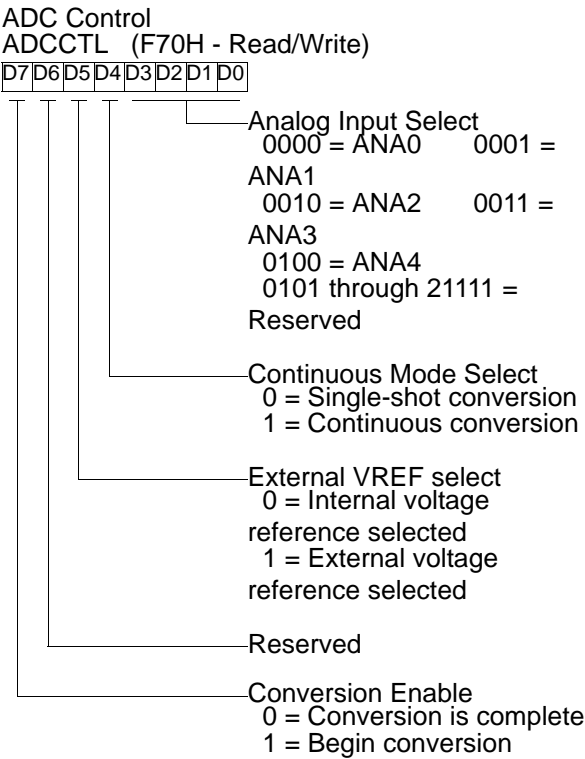 ADC Control
ADCCTL (F70H - Read/Write)
D7 D6 D5 D4 D3 D2 D1 D0
Analog Input Select
0000 = ANA0 0001 =
ANA1
0010 = ANA2 0011 =
ANA3
0100 = ANA4
0101 through 21111 =
Reserved
Continuous Mode Select
0 = Single-shot conversion
1 = Continuous conversion
External VREF select
0 = Internal voltage
reference selected
1 = External voltage
reference selected
Reserved
Conversion Enable
0 = Conversion is complete
1 = Begin conversion